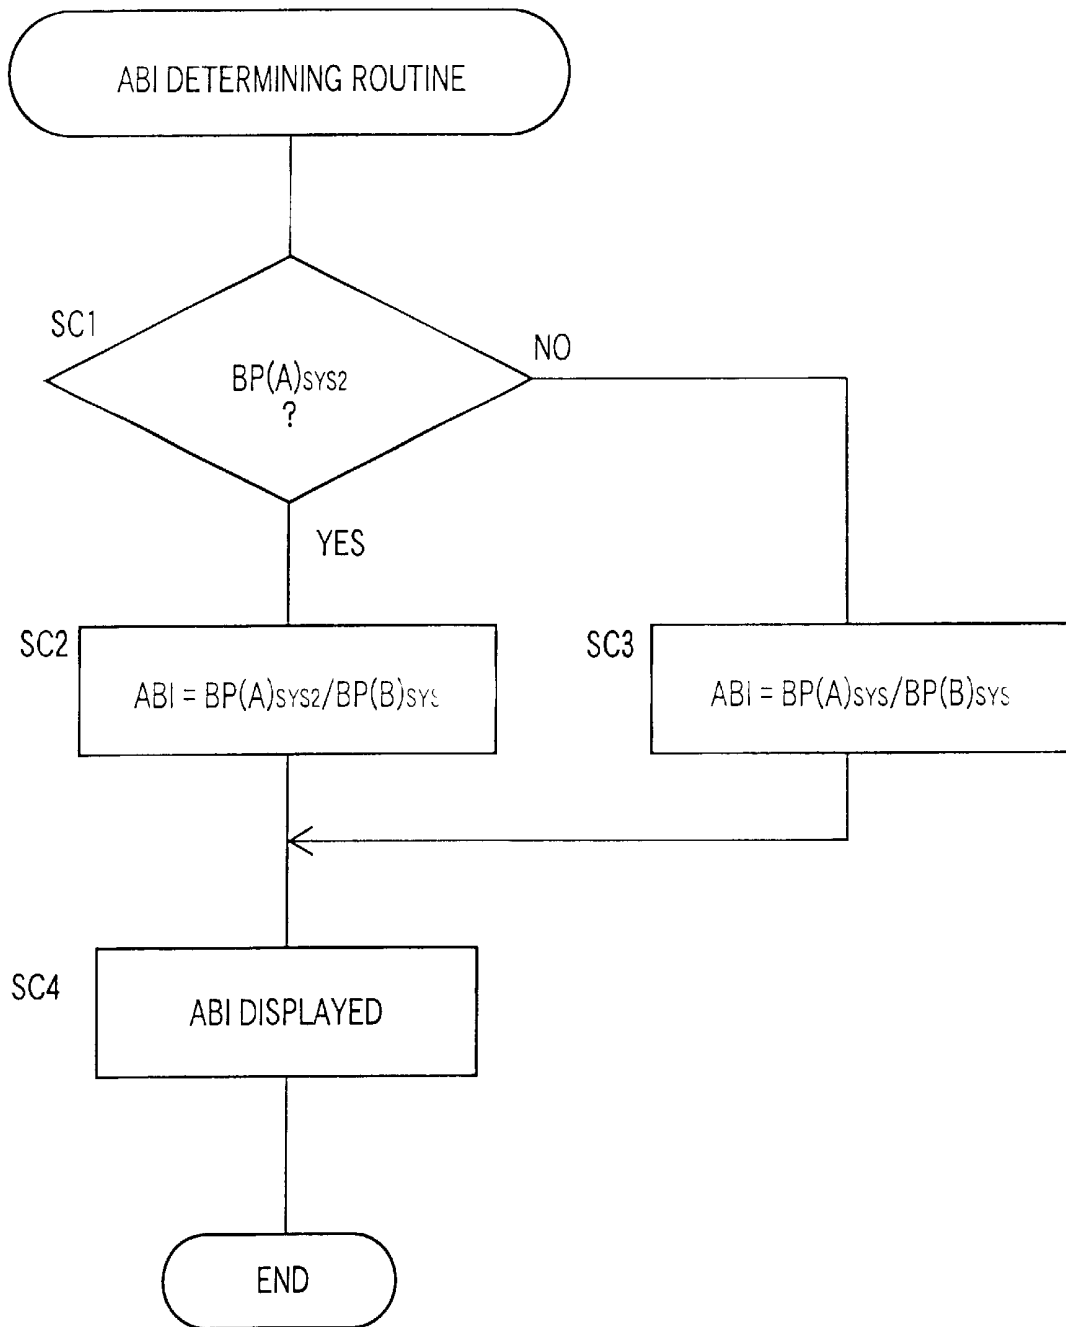 ABI DETERMINING ROUTINE
SC1
BP(A)SYS2
?
NO
YES
SC2
ABI = BP(A)SYS2/BP(B)SYS
SC3
ABI = BP(A)SYS/BP(B)SYS
SC4
ABI DISPLAYED
END